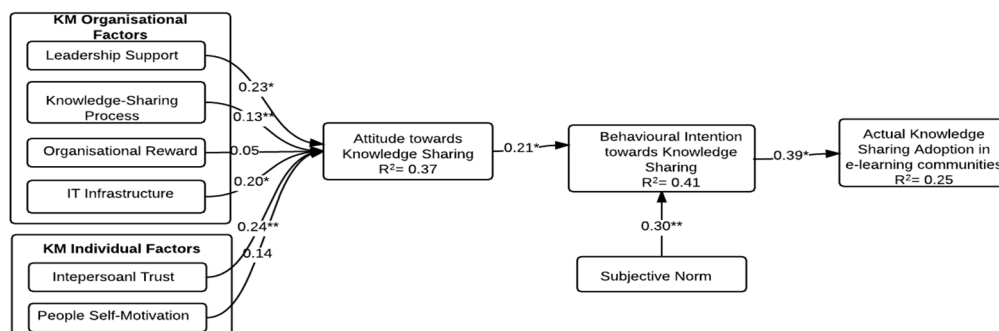 KM Organisational
Factors
Leadership Support
0.23*
Knowledge-Sharing
Process
0.13**
Organisational Reward
0.05
IT Infrastructure
0.20*
KM Individual Factors
0.24**
Intepersoanl Trust
0.14
People Self-Motivation
Attitude towards
Knowledge Sharing
R²= 0.37
0.21*
Behavioural Intention
towards Knowledge
Sharing
R²= 0.41
0.30**
Subjective Norm
0.39*
Actual Knowledge
Sharing Adoption in
e-learning communities
R²= 0.25